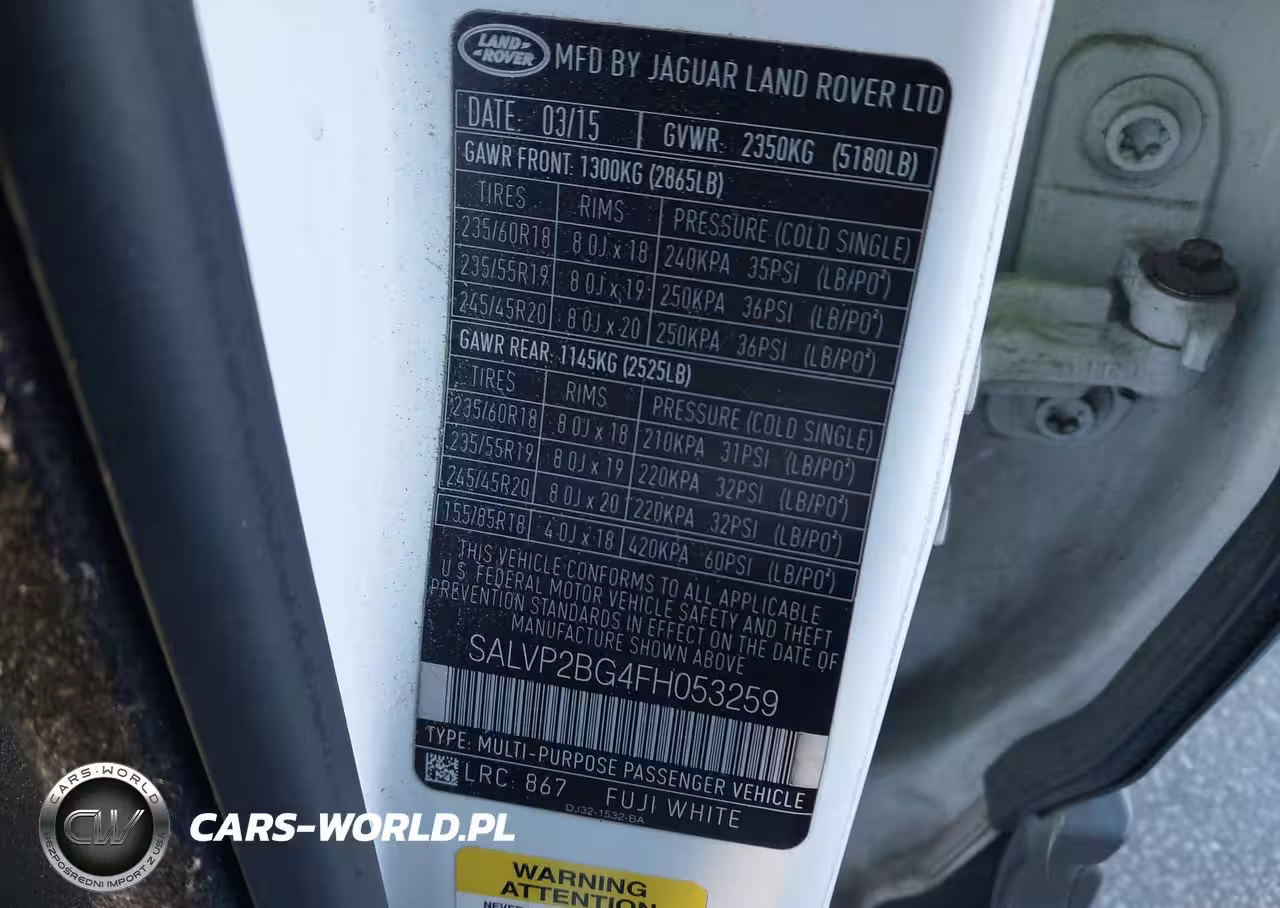 LAND ROVER MFD BY JAGUAR LAND ROVER LTD
DATE: 03/15 GVWR: 2350KG (5180LB)
GAWR FRONT: 1300KG (2865LB)
TIRES RIMS PRESSURE (COLD SINGLE)
235/60R18 8.0J x 18 240KPA 35PSI (LB/PO²)
235/55R19 8.0J x 19 250KPA 36PSI (LB/PO²)
245/45R20 8.0J x 20 250KPA 36PSI (LB/PO²)
GAWR REAR: 1145KG (2525LB)
TIRES RIMS PRESSURE (COLD SINGLE)
235/60R18 8.0J x 18 210KPA 31PSI (LB/PO²)
235/55R19 8.0J x 19 220KPA 32PSI (LB/PO²)
245/45R20 8.0J x 20 220KPA 32PSI (LB/PO²)
155/85R18 4.0J x 18 420KPA 60PSI (LB/PO²)
THIS VEHICLE CONFORMS TO ALL APPLICABLE
U.S. FEDERAL MOTOR VEHICLE SAFETY AND THEFT
PREVENTION STANDARDS IN EFFECT ON THE DATE OF
MANUFACTURE SHOWN ABOVE
SALVP2BG4FH053259
TYPE: MULTI-PURPOSE PASSENGER VEHICLE
LRC: 867 FUJI WHITE
DJ32-1532-BA
WARNING
ATTENTION
CARS-WORLD
CW
BEZPOŚREDNI IMPORT Z USA
CARS-WORLD.PL